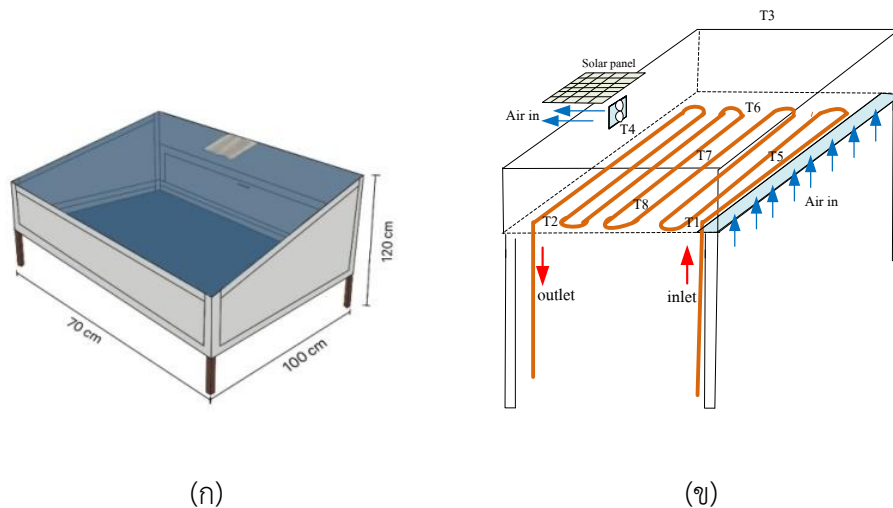 120 cm
70 cm
100 cm
(ก)
T3
Solar panel
Air in
T4
T6
T7
T5
T8
T2
T1
Air in
outlet
inlet
(ข)